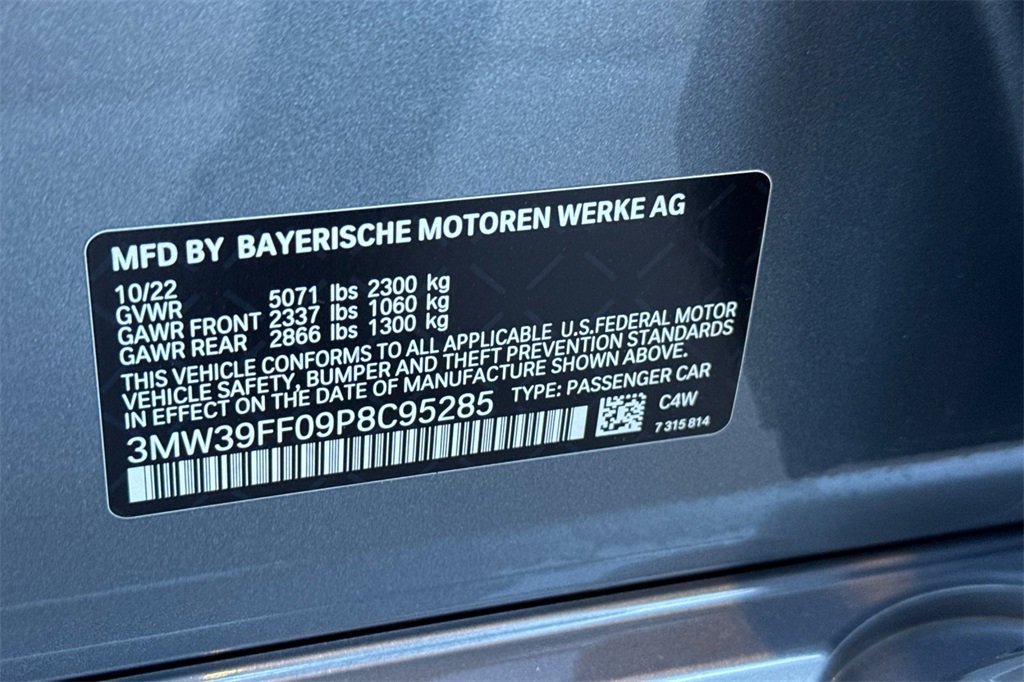 MFD BY BAYERISCHE MOTOREN WERKE AG
10/22
GVWR 5071 lbs 2300 kg
GAWR FRONT 2337 lbs 1060 kg
GAWR REAR 2866 lbs 1300 kg
THIS VEHICLE CONFORMS TO ALL APPLICABLE U.S.FEDERAL MOTOR
VEHICLE SAFETY, BUMPER AND THEFT PREVENTION STANDARDS
IN EFFECT ON THE DATE OF MANUFACTURE SHOWN ABOVE.
3MW39FF09P8C95285 TYPE: PASSENGER CAR
C4W
7 315 814